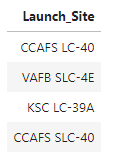 Launch_Site
CCAFS LC-40
VAFB SLC-4E
KSC LC-39A
CCAFS SLC-40